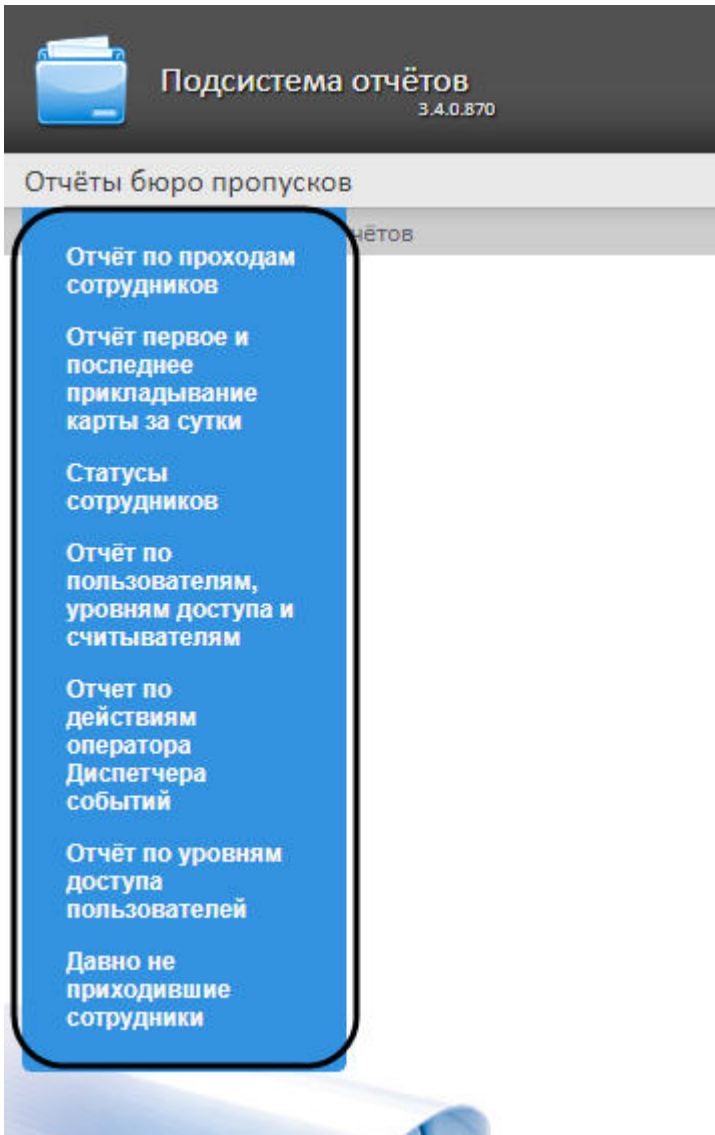 Подсистема отчётов
3.4.0.870
Отчёты бюро пропусков
чётов
Отчёт по проходам
сотрудников
Отчёт первое и
последнее
прикладывание
карты за сутки
Статусы
сотрудников
Отчёт по
пользователям,
уровням доступа и
считывателям
Отчет по
действиям
оператора
Диспетчера
событий
Отчёт по уровням
доступа
пользователей
Давно не
приходившие
сотрудники